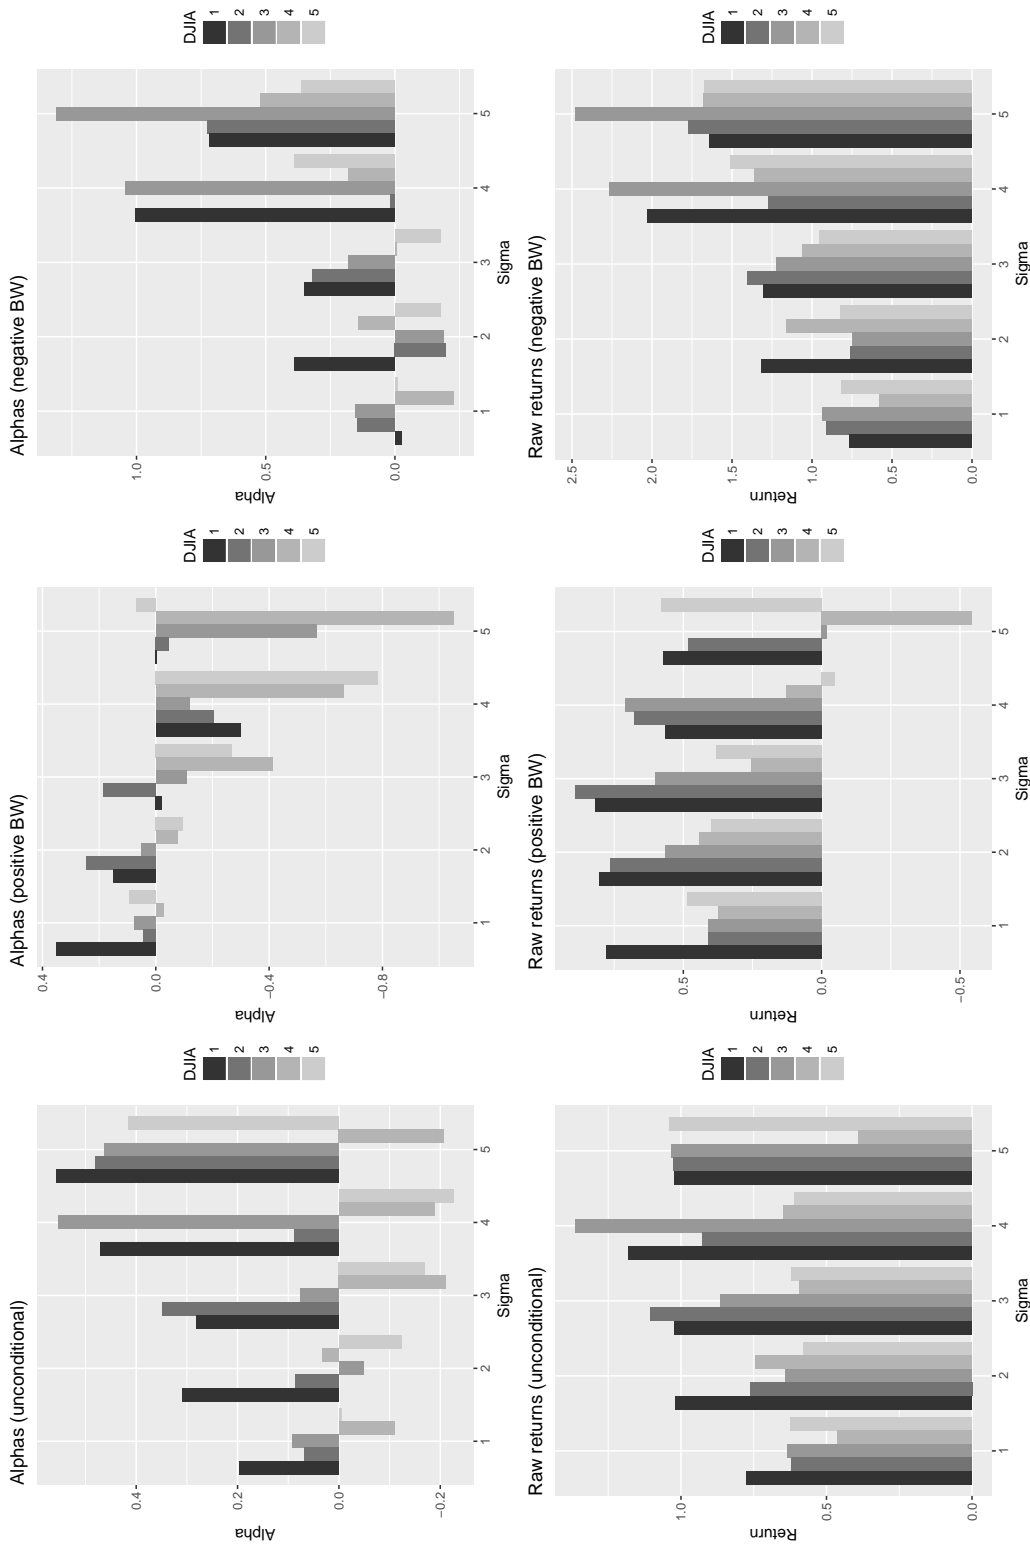 Alphas (unconditional)
Alpha
0.4
0.2
0.0
−0.2
1 2 3 4 5
Sigma
DJIA
1
2
3
4
5
Alphas (positive BW)
Alpha
0.4
0.0
−0.4
−0.8
1 2 3 4 5
Sigma
DJIA
1
2
3
4
5
Alphas (negative BW)
Alpha
1.0
0.5
0.0
1 2 3 4 5
Sigma
DJIA
1
2
3
4
5
Raw returns (unconditional)
Return
1.0
0.5
0.0
1 2 3 4 5
Sigma
DJIA
1
2
3
4
5
Raw returns (positive BW)
Return
0.5
0.0
−0.5
1 2 3 4 5
Sigma
DJIA
1
2
3
4
5
Raw returns (negative BW)
Return
2.5
2.0
1.5
1.0
0.5
0.0
1 2 3 4 5
Sigma
DJIA
1
2
3
4
5